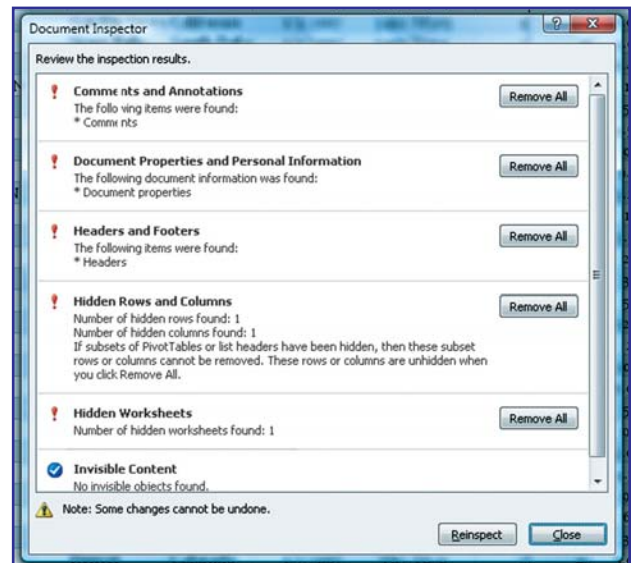 Document Inspector
Review the inspection results.
Comments and Annotations
Remove All
The following items were found:
* Comments
Document Properties and Personal Information
Remove All
The following document information was found:
* Document properties
Headers and Footers
Remove All
The following items were found:
* Headers
Hidden Rows and Columns
Remove All
Number of hidden rows found: 1
Number of hidden columns found: 1
If subsets of PivotTables or list headers have been hidden, then these subset
rows or columns cannot be removed. These rows or columns are unhidden when
you click Remove All.
Hidden Worksheets
Remove All
Number of hidden worksheets found: 1
Invisible Content
No invisible objects found.
Note: Some changes cannot be undone.
Reinspect
Close